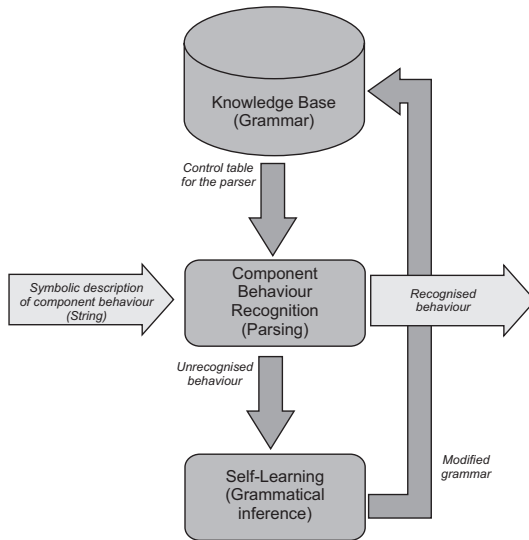 Knowledge Base
(Grammar)
Control table
for the parser
Symbolic description
of component behaviour
(String)
Component
Behaviour
Recognition
(Parsing)
Recognised
behaviour
Unrecognised
behaviour
Self-Learning
(Grammatical
inference)
Modified
grammar